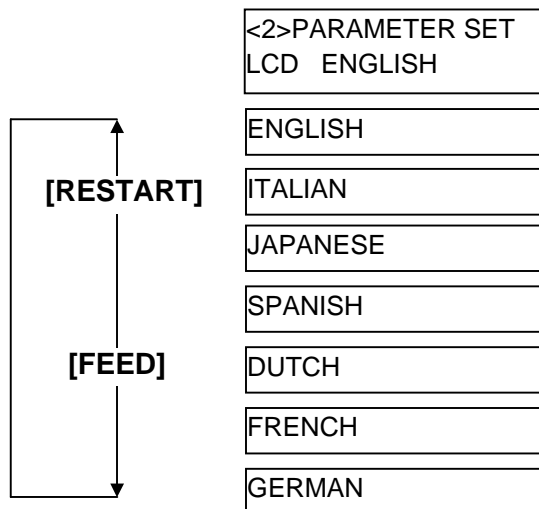 <2>PARAMETER SET
LCD ENGLISH
ENGLISH
[RESTART]
ITALIAN
JAPANESE
SPANISH
[FEED]
DUTCH
FRENCH
GERMAN